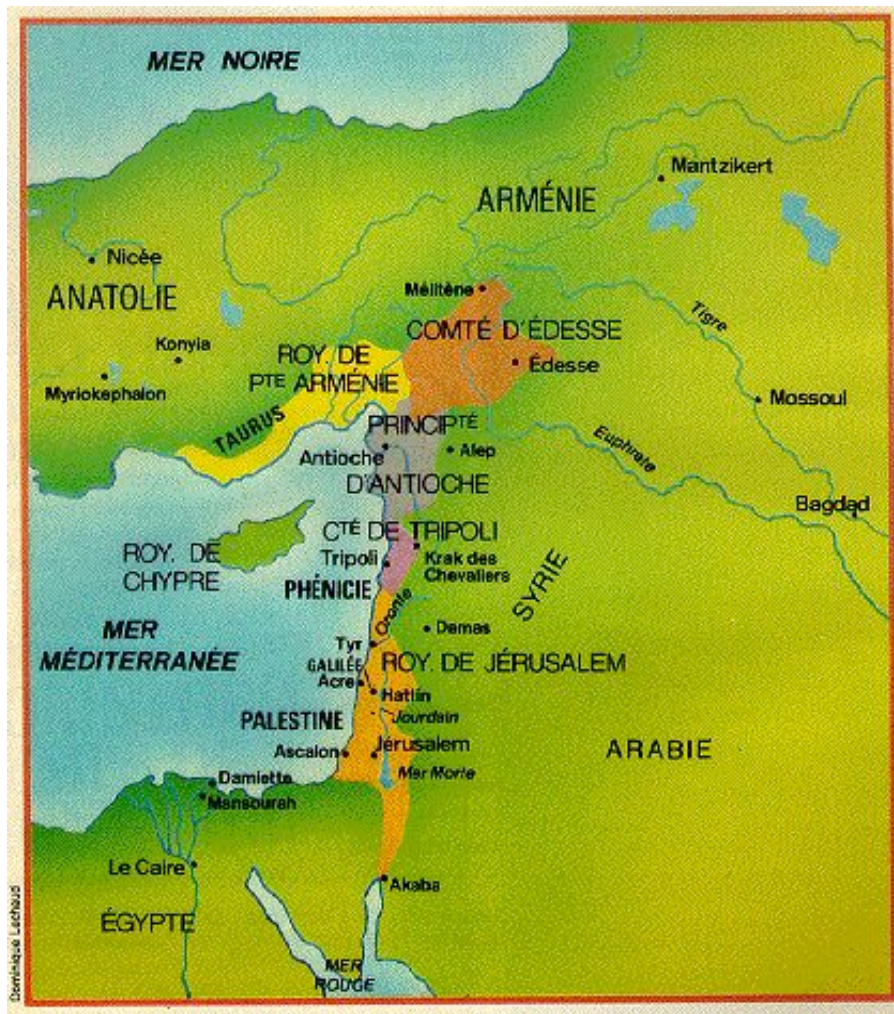 MER NOIRE
Mantzikert
ARMÉNIE
Nicée
ANATOLIE
Mélitène
Tigre
COMTÉ D'ÉDESSE
Konyia
ROY. DE
PTE ARMÉNIE
Édesse
Myriokephalon
Mossoul
TAURUS
PRINCIPTÉ
Antioche
Alep
Euphrate
D'ANTIOCHE
Bagdad
CTÉ DE TRIPOLI
ROY. DE
CHYPRE
Tripoli
Krak des
Chevaliers
PHÉNICIE
SYRIE
Oronte
MER
MÉDITERRANÉE
Tyr
Damas
GALILÉE
ROY. DE JÉRUSALEM
Acre
Hattin
PALESTINE
Jourdain
Ascalon
Jérusalem
ARABIE
Mer Morte
Damiette
Mansourah
Le Caire
Akaba
ÉGYPTE
MER
ROUGE
Dominique Lechaud